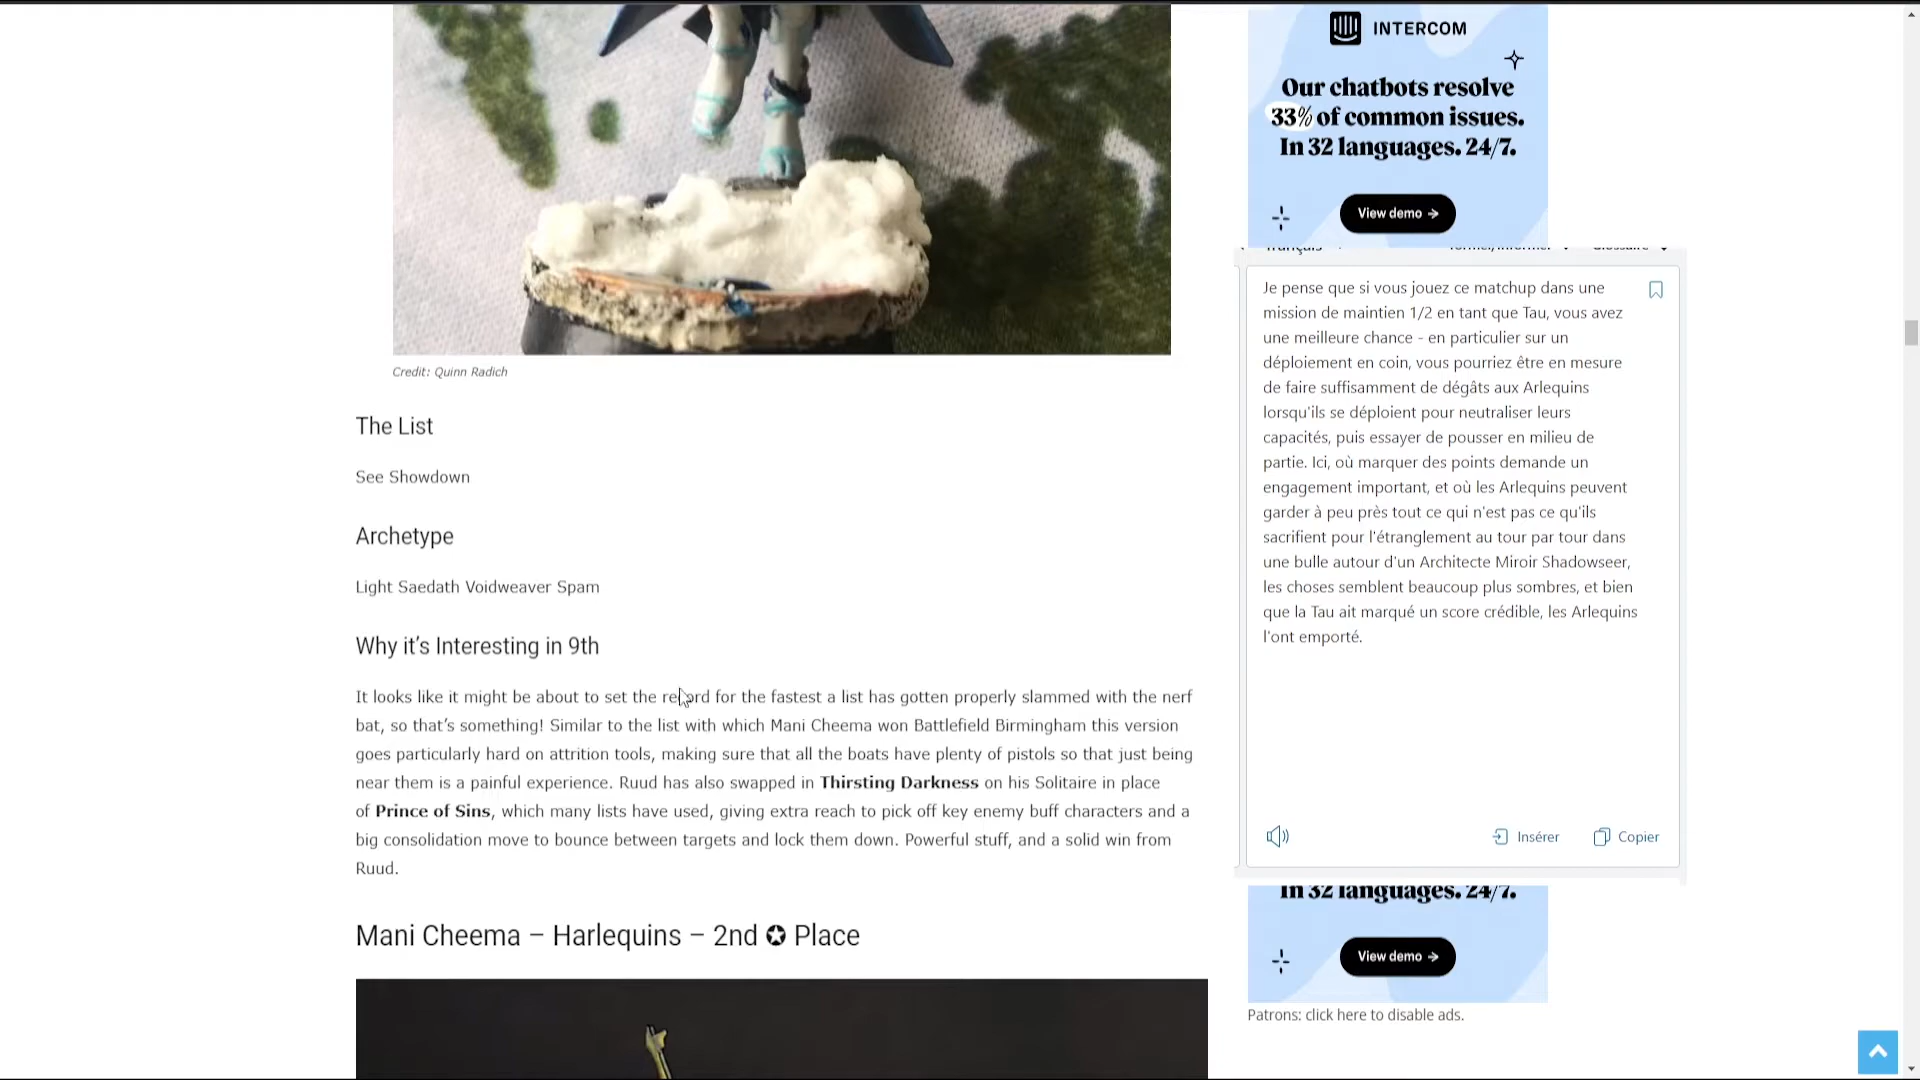 INTERCOM
Our chatbots resolve
33% of common issues.
In 32 languages. 24/7.
View demo →
Credit: Quinn Radich
The List
See Showdown
Archetype
Light Saedath Voidweaver Spam
Why it's Interesting in 9th
It looks like it might be about to set the record for the fastest a list has gotten properly slammed with the nerf
bat, so that's something! Similar to the list with which Mani Cheema won Battlefield Birmingham this version
goes particularly hard on attrition tools, making sure that all the boats have plenty of pistols so that just being
near them is a painful experience. Ruud has also swapped in Thirsting Darkness on his Solitaire in place
of Prince of Sins, which many lists have used, giving extra reach to pick off key enemy buff characters and a
big consolidation move to bounce between targets and lock them down. Powerful stuff, and a solid win from
Ruud.
Mani Cheema – Harlequins – 2nd ✪ Place
Je pense que si vous jouez ce matchup dans une
mission de maintien 1/2 en tant que Tau, vous avez
une meilleure chance - en particulier sur un
déploiement en coin, vous pourriez être en mesure
de faire suffisamment de dégâts aux Arlequins
lorsqu'ils se déploient pour neutraliser leurs
capacités, puis essayer de pousser en milieu de
partie. Ici, où marquer des points demande un
engagement important, et où les Arlequins peuvent
garder à peu près tout ce qui n'est pas ce qu'ils
sacrifient pour l'étranglement au tour par tour dans
une bulle autour d'un Architecte Miroir Shadowseer,
les choses semblent beaucoup plus sombres, et bien
que la Tau ait marqué un score crédible, les Arlequins
l'ont emporté.
Insérer
Copier
In 32 languages. 24/7.
View demo →
Patrons: click here to disable ads.